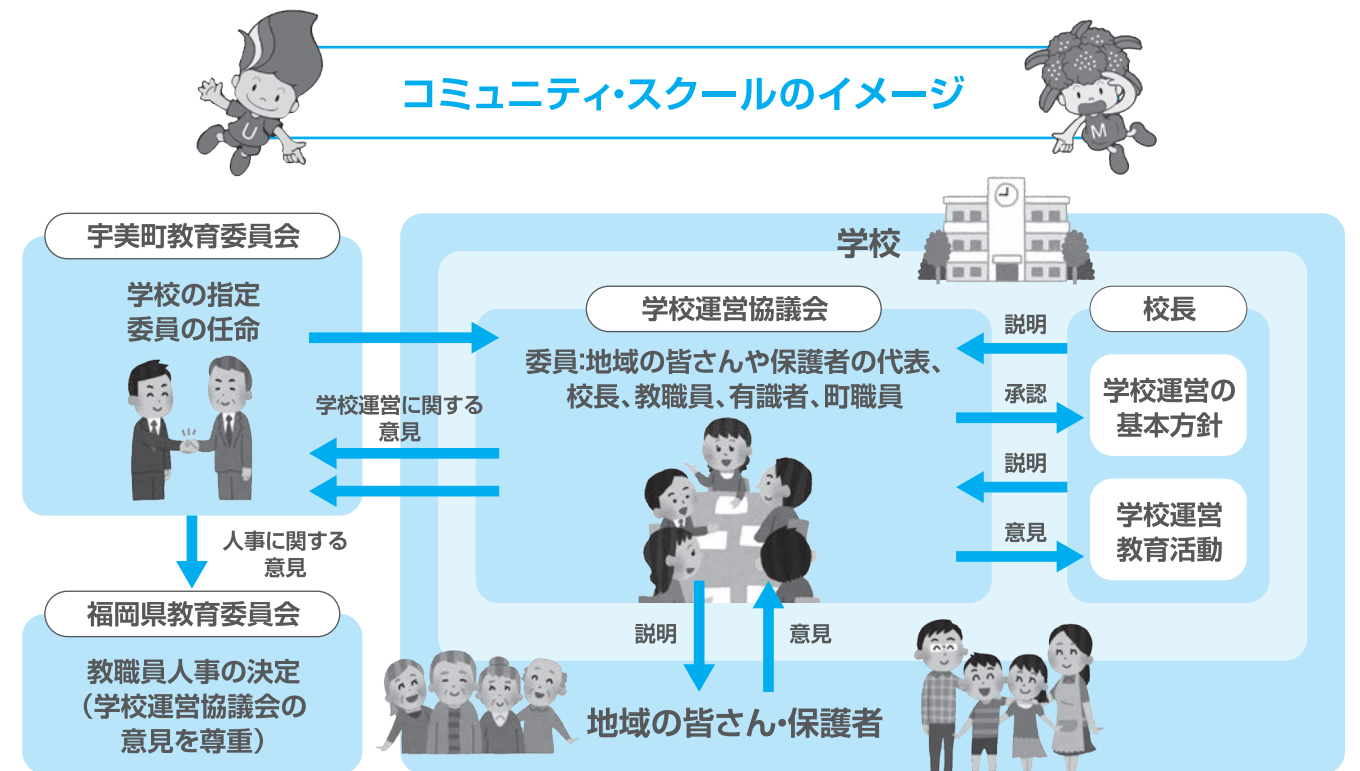 コミュニティ・スクールのイメージ
U
M
宇美町教育委員会
学校の指定
委員の任命
学校運営に関する
意見
人事に関する
意見
福岡県教育委員会
教職員人事の決定
（学校運営協議会の
意見を尊重）
学校
学校運営協議会
委員：地域の皆さんや保護者の代表、
校長、教職員、有識者、町職員
説明
承認
説明
意見
校長
学校運営の
基本方針
学校運営
教育活動
説明
意見
地域の皆さん・保護者